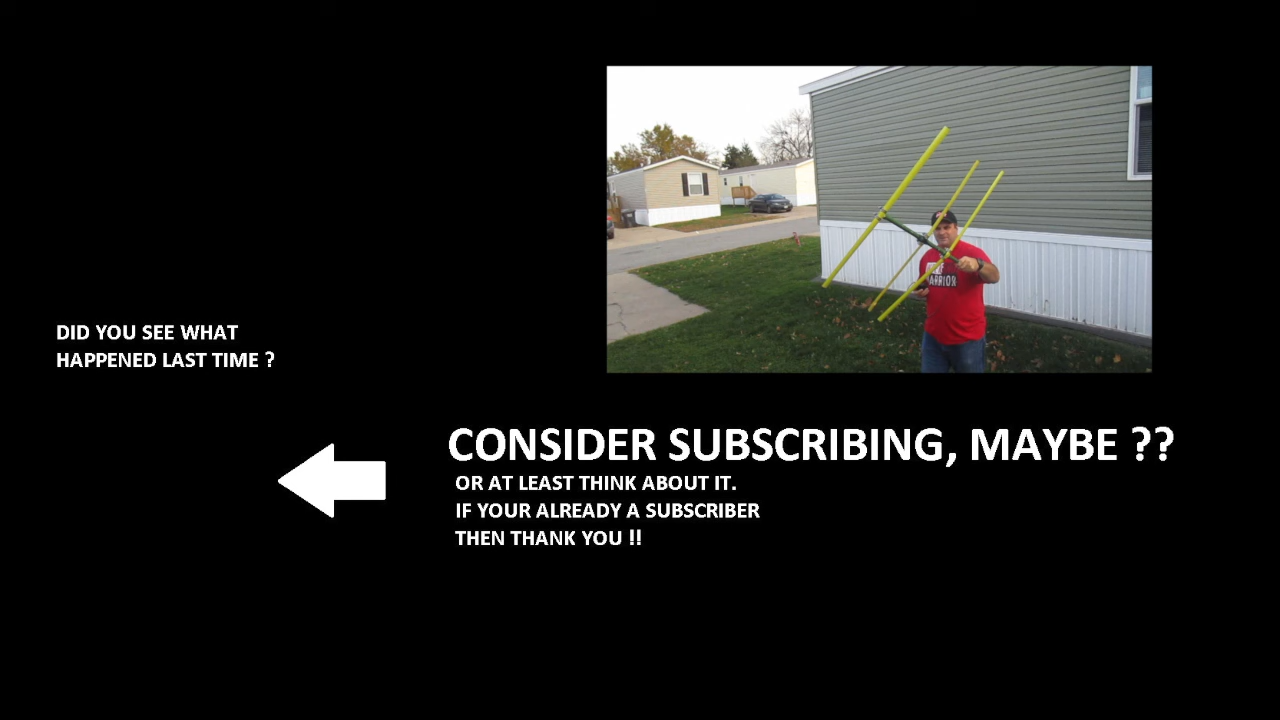 DID YOU SEE WHAT
HAPPENED LAST TIME ?
CONSIDER SUBSCRIBING, MAYBE ??
OR AT LEAST THINK ABOUT IT.
IF YOUR ALREADY A SUBSCRIBER
THEN THANK YOU !!